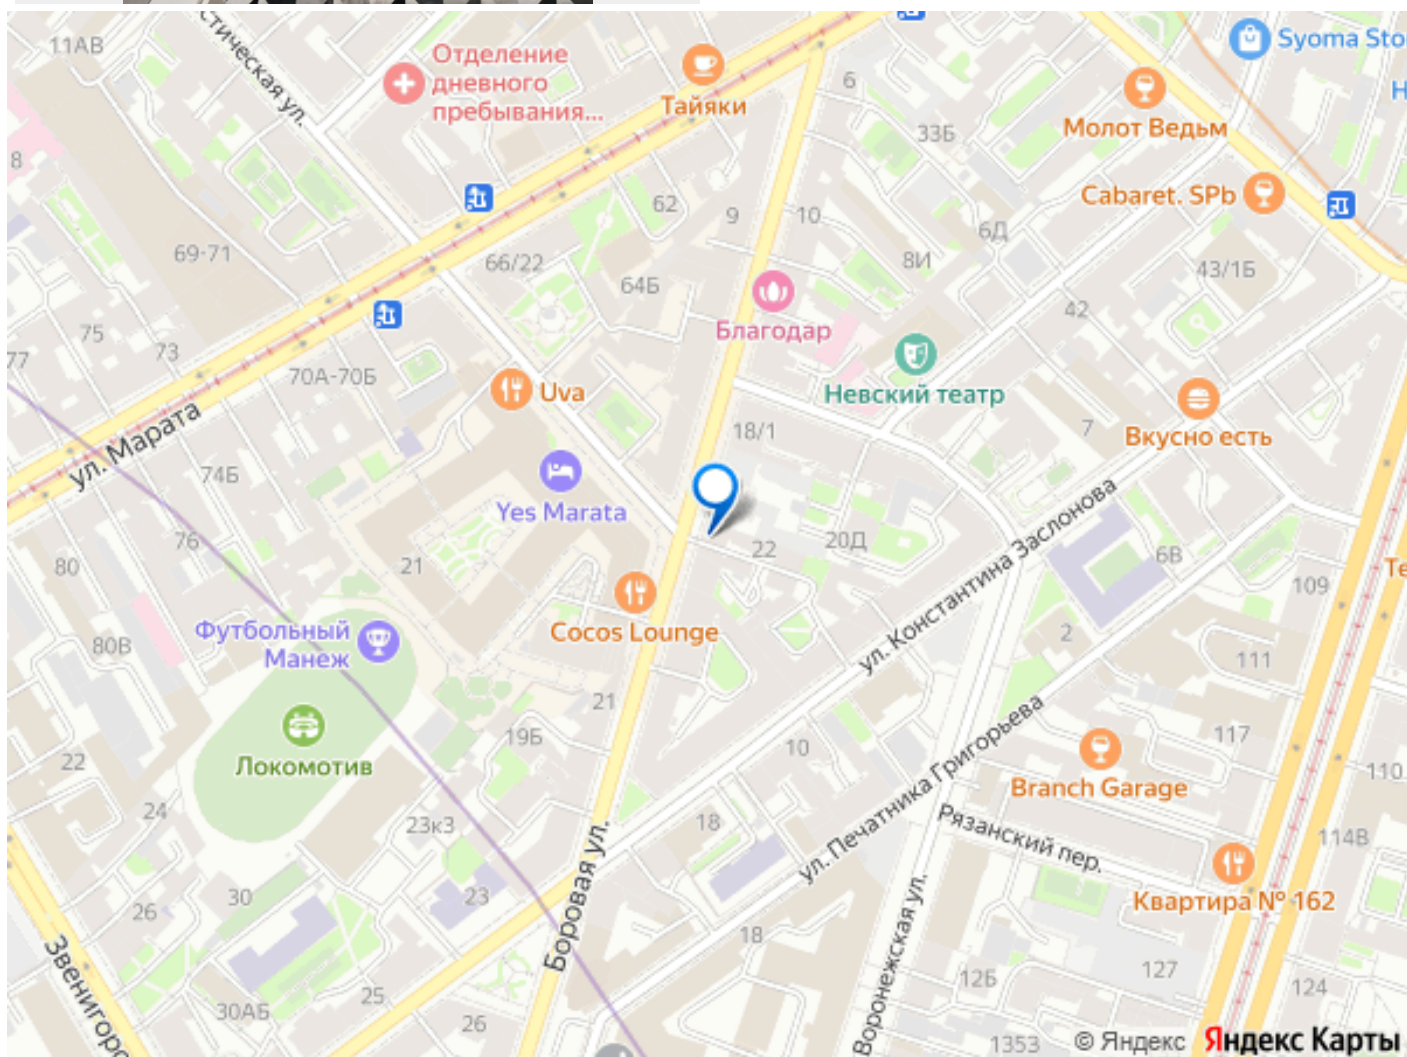 11АВ
стическая ул.
Отделение
дневного
пребывания...
Тайяки
6
Syoma Sto
Н
Молот Ведьм
33Б
8
Cabaret. SPb
62
9
10
6Д
69-71
66/22
8И
43/1Б
64Б
42
Благодар
75
73
77
70А-70Б
Uva
Невский театр
ул. Марата
18/1
7
Вкусно есть
74Б
Yes Marata
76
22
20Д
ул. Константина Заслонова
6В
80
21
109
Те
Футбольный
Манеж
Cocos Lounge
2
80В
111
21
19Б
10
117
22
Локомотив
Branch Garage
110
24
23к3
18
ул. Печатника Григорьева
Рязанский пер.
114В
30
23
Боровая ул.
Квартира № 162
26
18
Звенигоро
Воронежская ул.
127
12Б
25
124
30АБ
26
1353
© Яндекс
Яндекс Карты